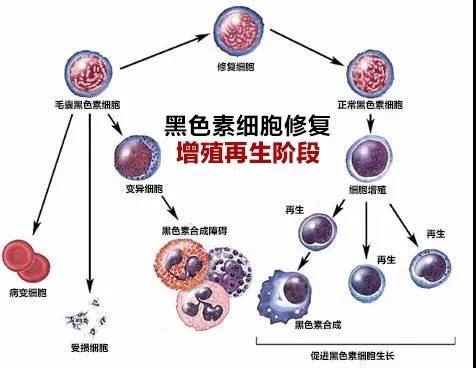 修复细胞
毛囊黑色素细胞
正常黑色素细胞
黑色素细胞修复
增殖再生阶段
变异细胞
细胞增殖
再生
再生
黑色素合成障碍
再生
病变细胞
黑色素合成
受损细胞
促进黑色素细胞生长